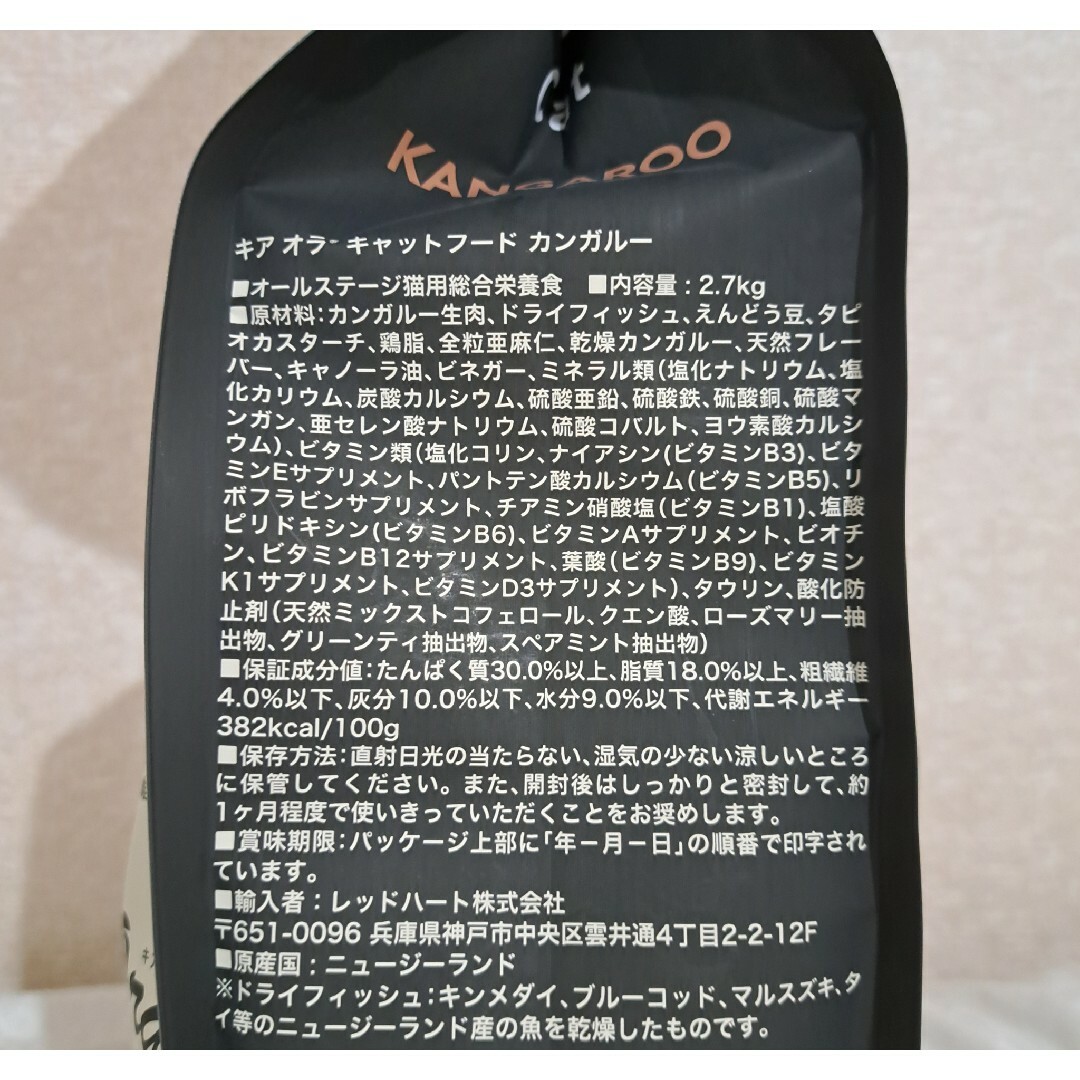 Cat
KANGAROO
キア オラ キャットフード カンガルー
■オールステージ猫用総合栄養食 ■内容量:2.7kg
■原材料:カンガルー生肉、ドライフィッシュ、えんどう豆、タピ
オカスターチ、鶏脂、全粒亜麻仁、乾燥カンガルー、天然フレー
バー、キャノーラ油、ビネガー、ミネラル類(塩化ナトリウム、塩
化カリウム、炭酸カルシウム、硫酸亜鉛、硫酸鉄、硫酸銅、硫酸マ
ンガン、亜セレン酸ナトリウム、硫酸コバルト、ヨウ素酸カルシ
ウム)、ビタミン類(塩化コリン、ナイアシン(ビタミンB3)、ビタ
ミンEサプリメント、パントテン酸カルシウム(ビタミンB5)、リ
ボフラビンサプリメント、チアミン硝酸塩(ビタミンB1)、塩酸
ピリドキシン(ビタミンB6)、ビタミンAサプリメント、ビオチ
ン、ビタミンB12サプリメント、葉酸(ビタミンB9)、ビタミン
K1サプリメント、ビタミンD3サプリメント)、タウリン、酸化防
止剤(天然ミックストコフェロール、クエン酸、ローズマリー抽
出物、グリーンティ抽出物、スペアミント抽出物)
■保証成分値:たんぱく質30.0%以上、脂質18.0%以上、粗繊維
4.0%以下、灰分10.0%以下、水分9.0%以下、代謝エネルギー
382kcal/100g
■保存方法:直射日光の当たらない、湿気の少ない涼しいところ
に保管してください。また、開封後はしっかりと密封して、約
1ヶ月程度で使いきっていただくことをお奨めします。
■賞味期限:パッケージ上部に「年-月-日」の順番で印字され
ています。
■輸入者:レッドハート株式会社
〒651-0096 兵庫県神戸市中央区雲井通4丁目2-2-12F
■原産国:ニュージーランド
※ドライフィッシュ:キンメダイ、ブルーコッド、マルスズキ、タ
イ等のニュージーランド産の魚を乾燥したものです。